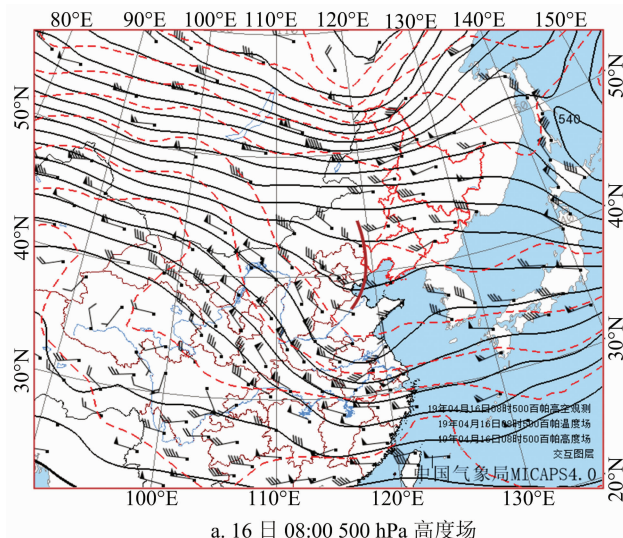 80°E 90°E 100°E 110°E 120°E 130°E 140°E 150°E
50°N
50°N
540
40°N
40°N
30°N
30°N
19年04月16日08时500百帕高空观测
19年04月16日08时500百帕温度场
19年04月16日08时500百帕高度场
交互图层
中国气象局MICAPS4.0
20°N
100°E 110°E 120°E 130°E
a. 16 日 08:00 500 hPa 高度场